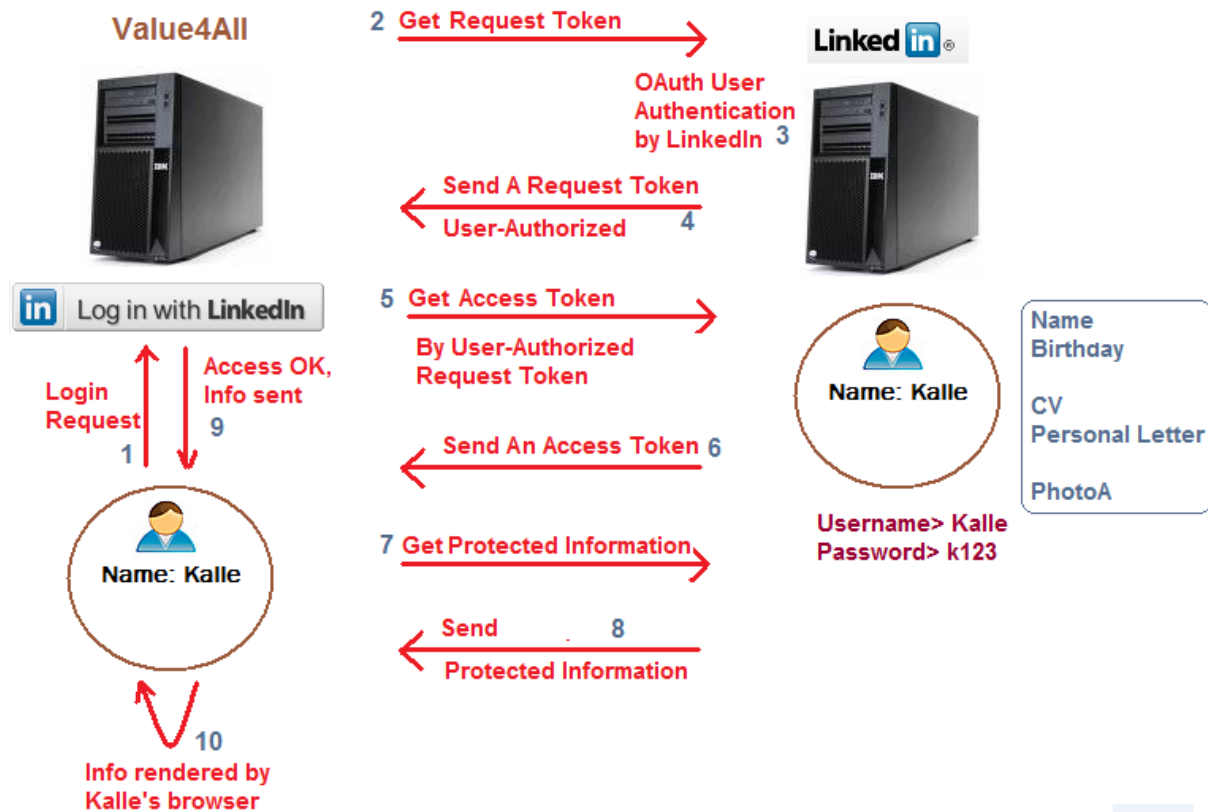 Value4All
2 Get Request Token
Linked in ®
OAuth User
Authentication
by LinkedIn 3
IBM
IBM
Send A Request Token
User-Authorized 4
in Log in with LinkedIn
5 Get Access Token
By User-Authorized
Request Token
Name: Kalle
Name
Birthday
CV
Personal Letter
PhotoA
Login
Request
1
Access OK,
Info sent
9
Send An Access Token 6
Username> Kalle
Password> k123
Name: Kalle
7 Get Protected Information
Send 8
Protected Information
10
Info rendered by
Kalle's browser